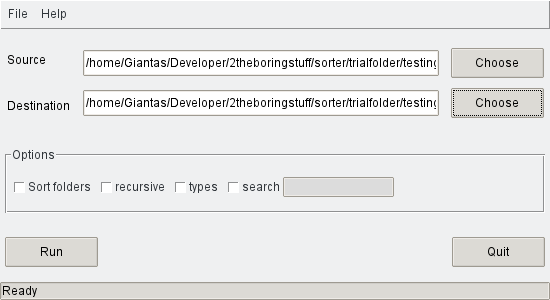 File Help
Source /home/Giantas/Developer/2theboringstuff/sorter/trialfolder/testing Choose
Destination /home/Giantas/Developer/2theboringstuff/sorter/trialfolder/testing Choose
Options
Sort folders recursive types search
Run Quit
Ready